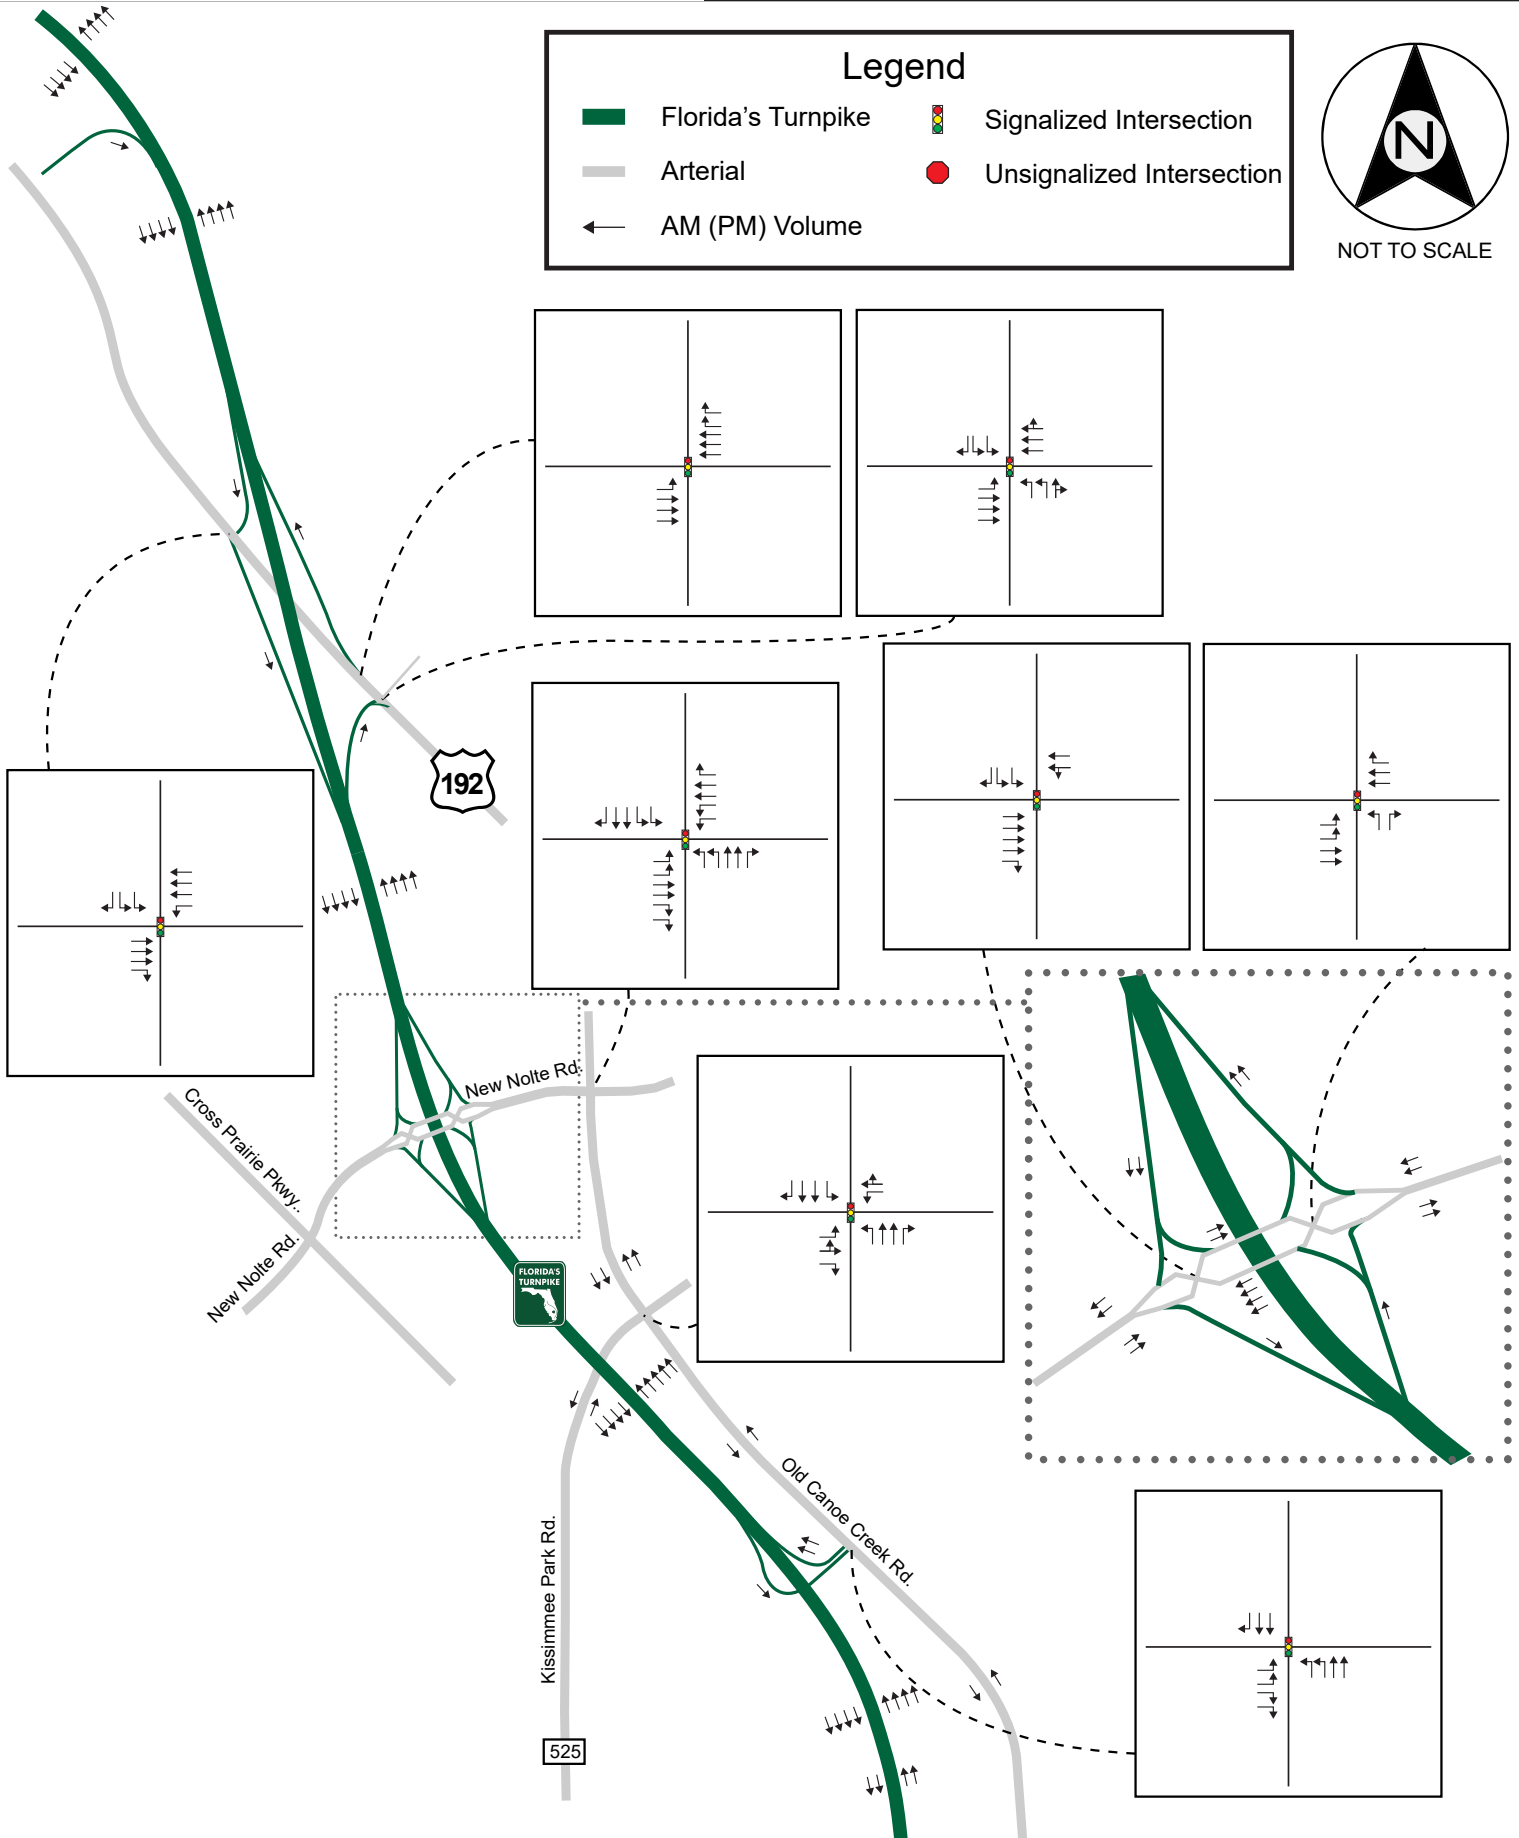 Legend
Florida's Turnpike
Signalized Intersection
Arterial
Unsignalized Intersection
AM (PM) Volume
N
NOT TO SCALE
192
New Nolte Rd.
Cross Prairie Pkwy..
New Nolte Rd.
FLORIDA'S
TURNPIKE
Old Canoe Creek Rd.
Kissimmee Park Rd.
525